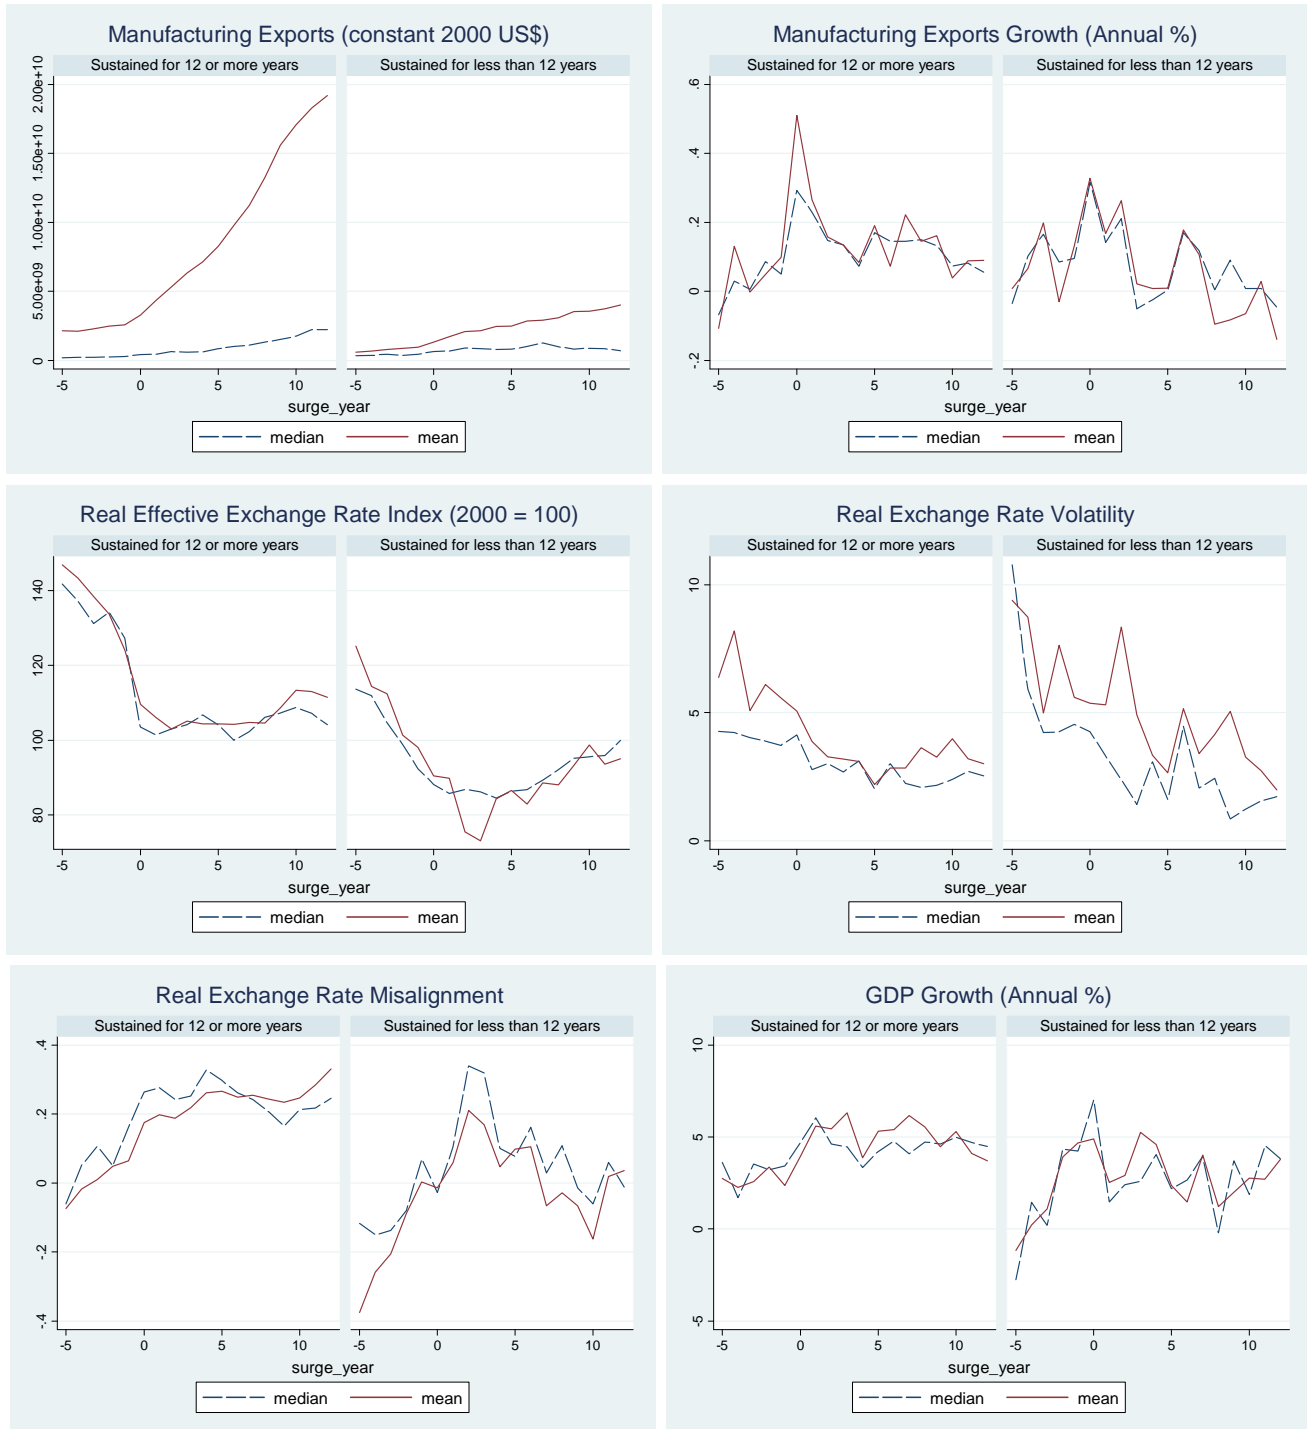 Manufacturing Exports (constant 2000 US$)
Sustained for 12 or more years
Sustained for less than 12 years
0
5.00e+09
1.00e+10
1.50e+10
2.00e+10
-5
0
5
10
-5
0
5
10
surge_year
median
mean
Manufacturing Exports Growth (Annual %)
Sustained for 12 or more years
Sustained for less than 12 years
-.2
0
.2
.4
.6
-5
0
5
10
-5
0
5
10
surge_year
median
mean
Real Effective Exchange Rate Index (2000 = 100)
Sustained for 12 or more years
Sustained for less than 12 years
80
100
120
140
-5
0
5
10
-5
0
5
10
surge_year
median
mean
Real Exchange Rate Volatility
Sustained for 12 or more years
Sustained for less than 12 years
0
5
10
-5
0
5
10
-5
0
5
10
surge_year
median
mean
Real Exchange Rate Misalignment
Sustained for 12 or more years
Sustained for less than 12 years
-.4
-.2
0
.2
.4
-5
0
5
10
-5
0
5
10
surge_year
median
mean
GDP Growth (Annual %)
Sustained for 12 or more years
Sustained for less than 12 years
-5
0
5
10
-5
0
5
10
-5
0
5
10
surge_year
median
mean